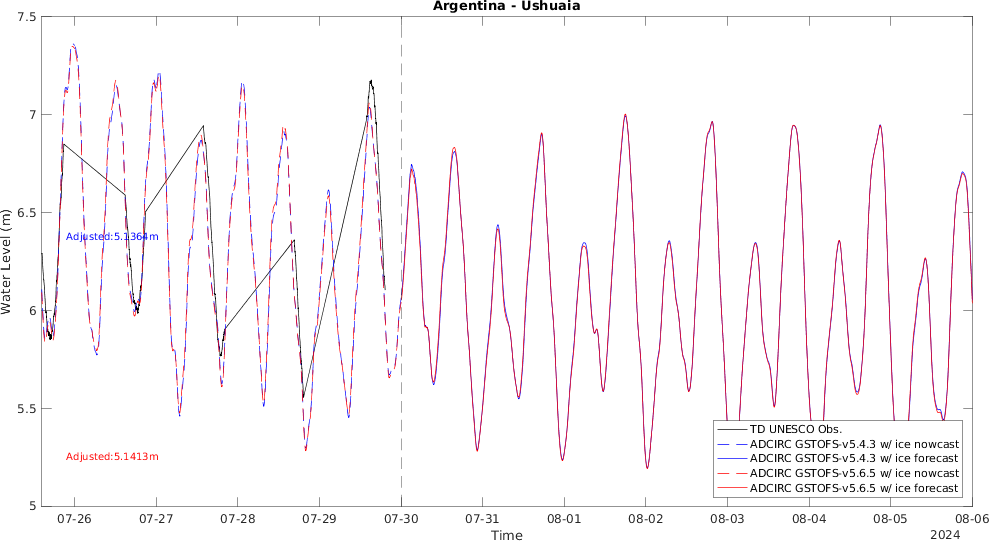 Argentina - Ushuaia
7.5
7
6.5
6
5.5
5
Water Level (m)
Adjusted:5.1364m
Adjusted:5.1413m
TD UNESCO Obs.
ADCIRC GSTOFS-v5.4.3 w/ ice nowcast
ADCIRC GSTOFS-v5.4.3 w/ ice forecast
ADCIRC GSTOFS-v5.6.5 w/ ice nowcast
ADCIRC GSTOFS-v5.6.5 w/ ice forecast
07-26 07-27 07-28 07-29 07-30 07-31 08-01 08-02 08-03 08-04 08-05 08-06
Time
2024